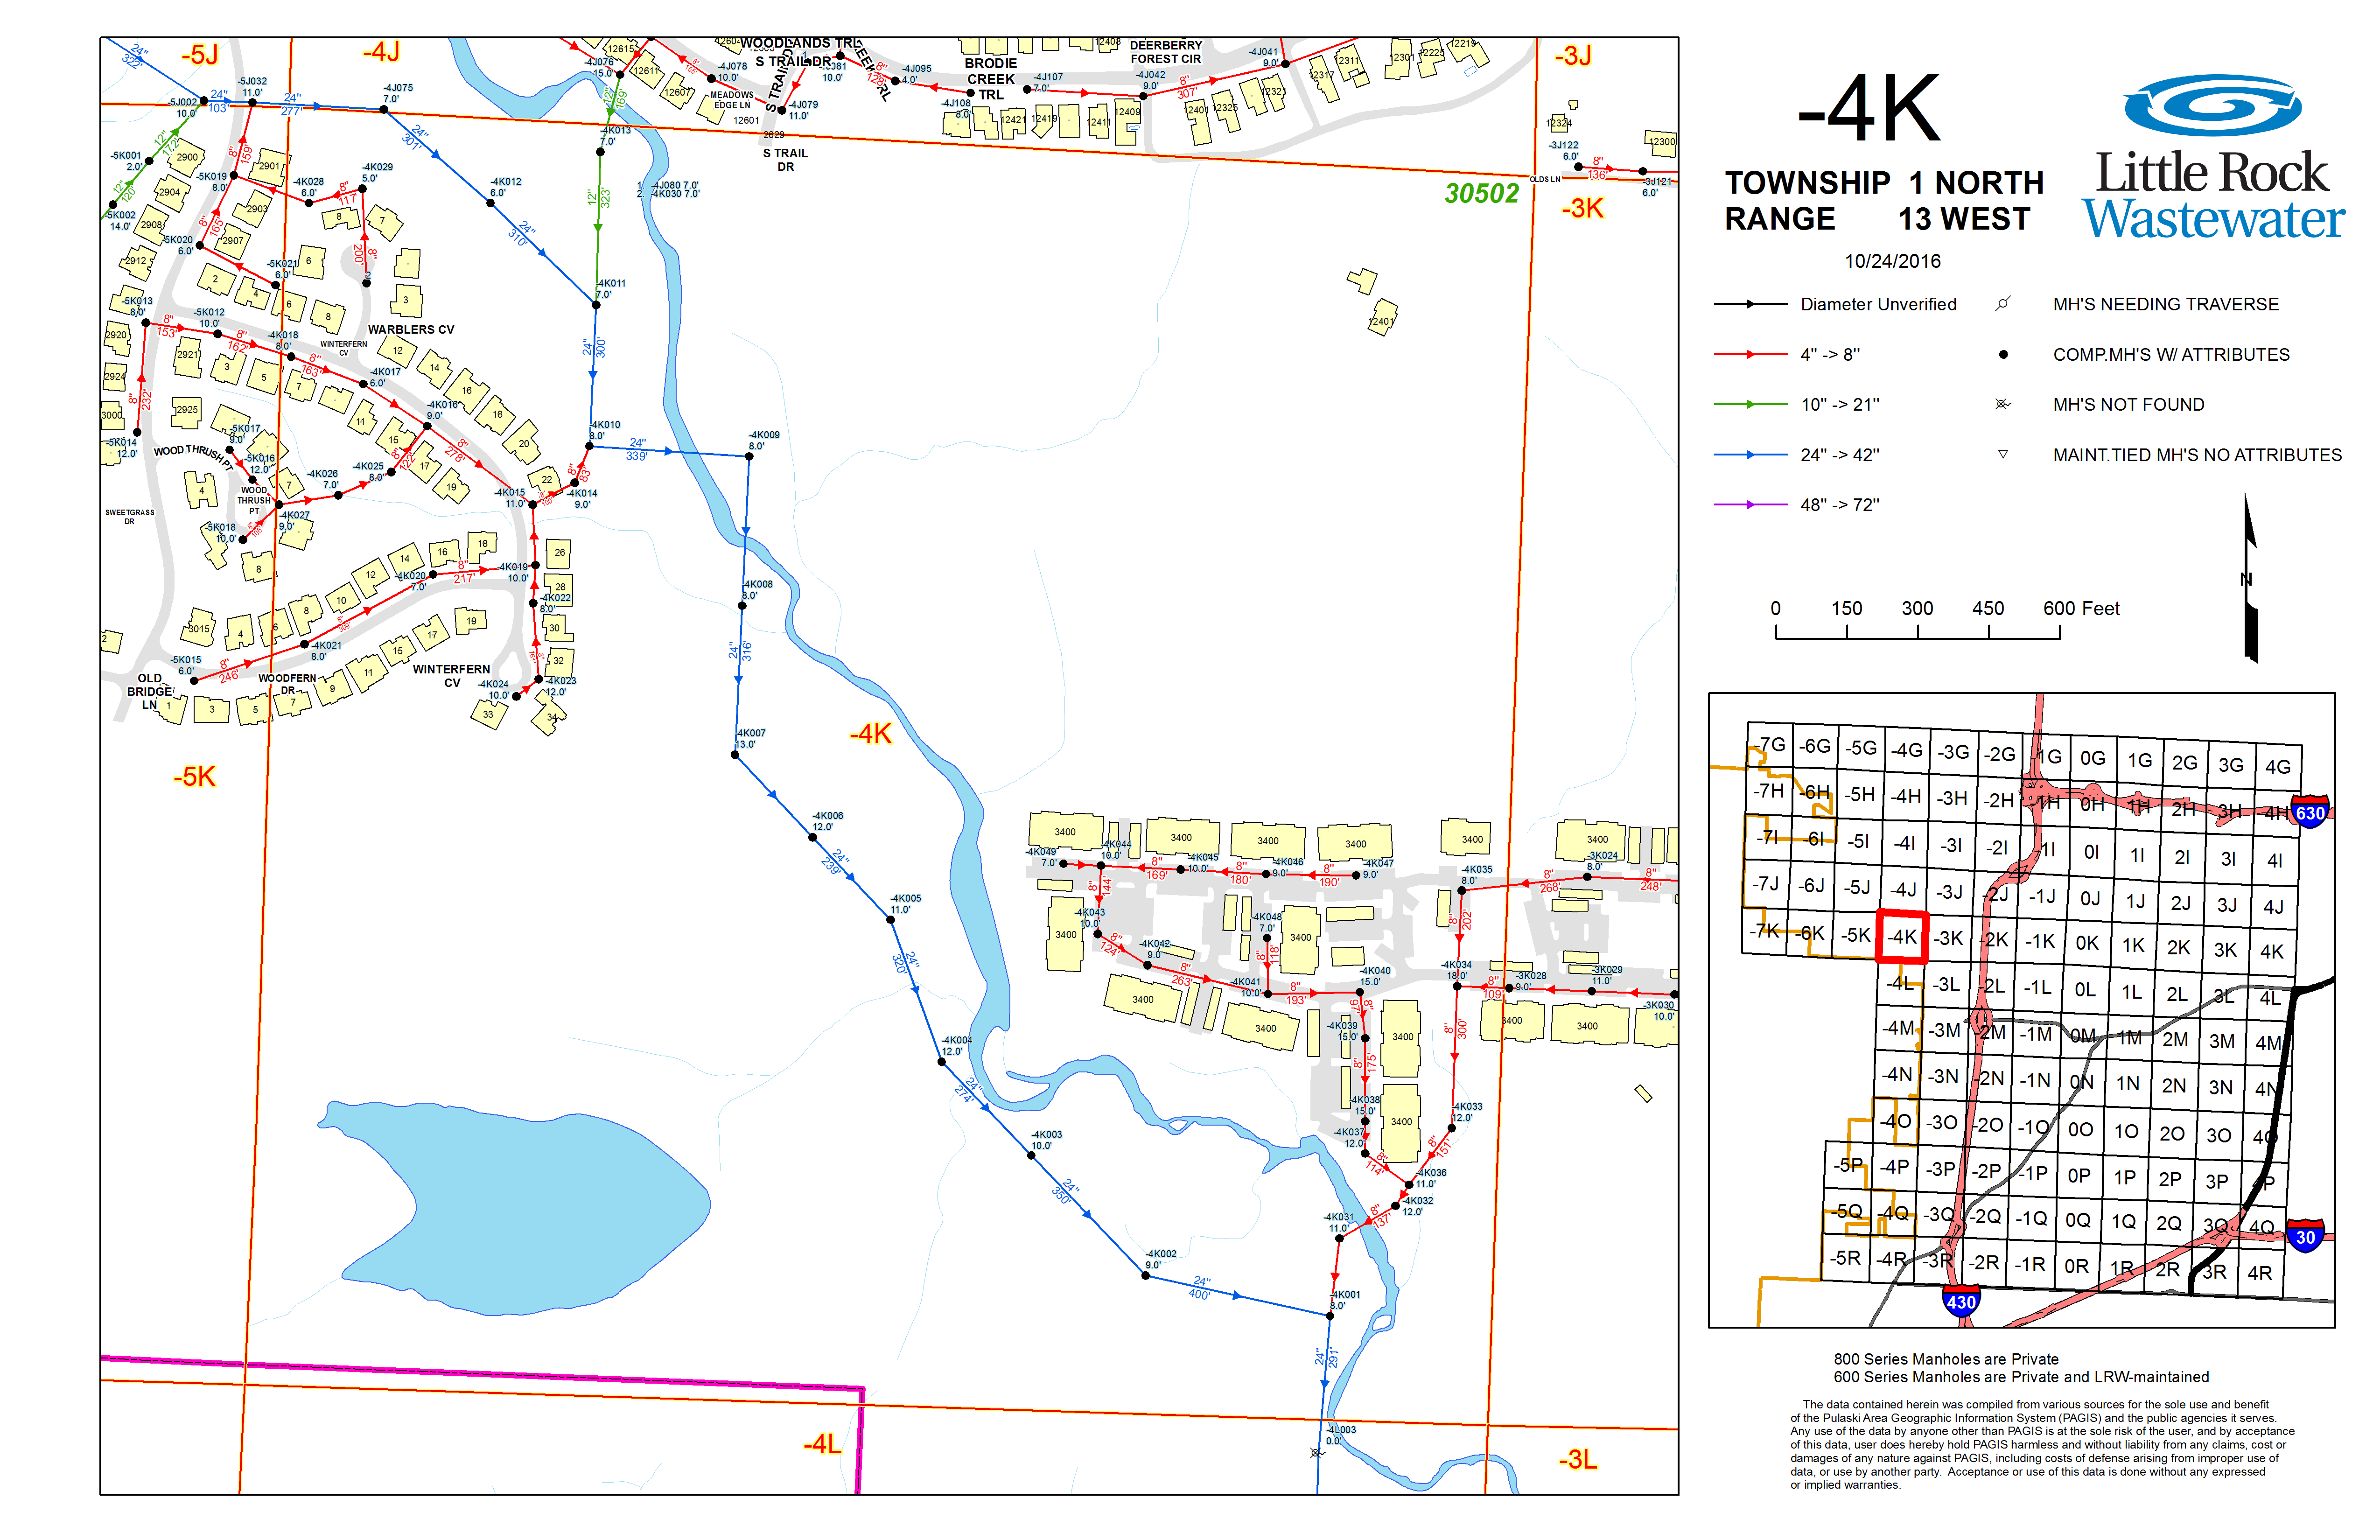 -4K
TOWNSHIP 1 NORTH
RANGE 13 WEST
10/24/2016
Little Rock
Wastewater
Diameter Unverified
4" -> 8"
10" -> 21"
24" -> 42"
48" -> 72"
MH'S NEEDING TRAVERSE
COMP.MH'S W/ ATTRIBUTES
MH'S NOT FOUND
MAINT.TIED MH'S NO ATTRIBUTES
N
0 150 300 450 600 Feet
-5J
-4J
-3J
-3K
-4K
-5K
-4L
-3L
30502
WOODLANDS TRL
S TRAIL DR
BRODIE
CREEK
TRL
DEERBERRY
FOREST CIR
MEADOWS
EDGE LN
S TRAIL
DR
OLDS LN
WARBLERS CV
WINTERFERN
CV
WOOD THRUSH PT
WOOD
THRUSH
PT
SWEETGRASS
DR
OLD
BRIDGE
LN
WOODFERN
DR
WINTERFERN
CV
24"
322'
-5J002
10.0'
24"
103'
-5J032
11.0'
24"
277'
-4J075
7.0'
24"
301'
-4K012
6.0'
24"
310'
-4K011
7.0'
24"
300'
-4K010
8.0'
24"
339'
-4K009
8.0'
-4K008
8.0'
24"
316'
-4K007
13.0'
-4K006
12.0'
24"
239'
-4K005
11.0'
24"
320'
-4K004
12.0'
24"
274'
-4K003
10.0'
24"
350'
-4K002
9.0'
24"
400'
-4K001
8.0'
24"
291'
-4L003
0.0'
-4J076
15.0'
12"
169'
-4K013
7.0'
12"
323'
1 -4J080 7.0'
2 -4K030 7.0'
-4J078
10.0'
-4J079
11.0'
-4J081
10.0'
8"
128'
-4J095
4.0'
-4J108
8.0'
-4J107
7.0'
-4J042
9.0'
8"
307'
-4J041
9.0'
-3J122
6.0'
8"
136'
-3J121
6.0'
12615
12611
12607
12601
2829
12408
12421
12419
12411
12409
12401
12325
12321
12317
12311
12301
12225
12219
12324
12300
12401
-5K001
2.0'
12"
172'
12"
120'
-5K002
14.0'
-5K019
8.0'
8"
159'
8"
165'
-5K020
6.0'
-5K021
6.0'
-4K028
6.0'
8"
117'
-4K029
5.0'
8"
200'
2
2900
2901
2904
2903
2908
2907
2912
2920
2921
2924
2925
3000
3015
-5K013
8.0'
8"
153'
-5K012
10.0'
8"
162'
-4K018
8.0'
8"
163'
-4K017
6.0'
-4K016
9.0'
8"
278'
8"
232'
-5K014
12.0'
-5K017
9.0'
-5K016
12.0'
-4K026
7.0'
-4K025
8.0'
8"
122'
-4K027
9.0'
-5K018
10.0'
-4K015
11.0'
-4K014
9.0'
8"
83'
-4K019
10.0'
-4K020
7.0'
8"
217'
-4K022
8.0'
-4K021
8.0'
8"
309'
-5K015
6.0'
8"
246'
-4K024
10.0'
-4K023
12.0'
-4K049
7.0'
-4K044
10.0'
8"
169'
-4K045
10.0'
8"
180'
-4K046
9.0'
8"
190'
-4K047
9.0'
8"
144'
-4K043
10.0'
8"
124'
-4K042
9.0'
8"
263'
-4K048
7.0'
8"
118'
-4K041
10.0'
8"
193'
-4K040
15.0'
8"
97'
-4K039
15.0'
8"
175'
-4K038
15.0'
-4K037
12.0'
8"
114'
-4K036
11.0'
-4K032
12.0'
8"
137'
-4K031
11.0'
-4K035
8.0'
8"
268'
-3K024
8.0'
8"
248'
8"
202'
-4K034
18.0'
8"
109'
-3K028
9.0'
-3K029
11.0'
-3K030
10.0'
8"
300'
-4K033
12.0'
8"
151'
3400
3400
3400
3400
3400
3400
3400
3400
3400
3400
3400
3400
3400
3400
-7G -6G -5G -4G -3G -2G -1G 0G 1G 2G 3G 4G
-7H -6H -5H -4H -3H -2H -1H 0H 1H 2H 3H 4H
-7I -6I -5I -4I -3I -2I -1I 0I 1I 2I 3I 4I
-7J -6J -5J -4J -3J -2J -1J 0J 1J 2J 3J 4J
-7K -6K -5K -4K -3K -2K -1K 0K 1K 2K 3K 4K
-4L -3L -2L -1L 0L 1L 2L 3L 4L
-4M -3M -2M -1M 0M 1M 2M 3M 4M
-4N -3N -2N -1N 0N 1N 2N 3N 4N
-4O -3O -2O -1O 0O 1O 2O 3O 4O
-5P -4P -3P -2P -1P 0P 1P 2P 3P 4P
-5Q -4Q -3Q -2Q -1Q 0Q 1Q 2Q 3Q 4Q
-5R -4R -3R -2R -1R 0R 1R 2R 3R 4R
630
30
430
800 Series Manholes are Private
600 Series Manholes are Private and LRW-maintained
The data contained herein was compiled from various sources for the sole use and benefit
of the Pulaski Area Geographic Information System (PAGIS) and the public agencies it serves.
Any use of the data by anyone other than PAGIS is at the sole risk of the user, and by acceptance
of this data, user does hereby hold PAGIS harmless and without liability from any claims, cost or
damages of any nature against PAGIS, including costs of defense arising from improper use of
data, or use by another party. Acceptance or use of this data is done without any expressed
or implied warranties.